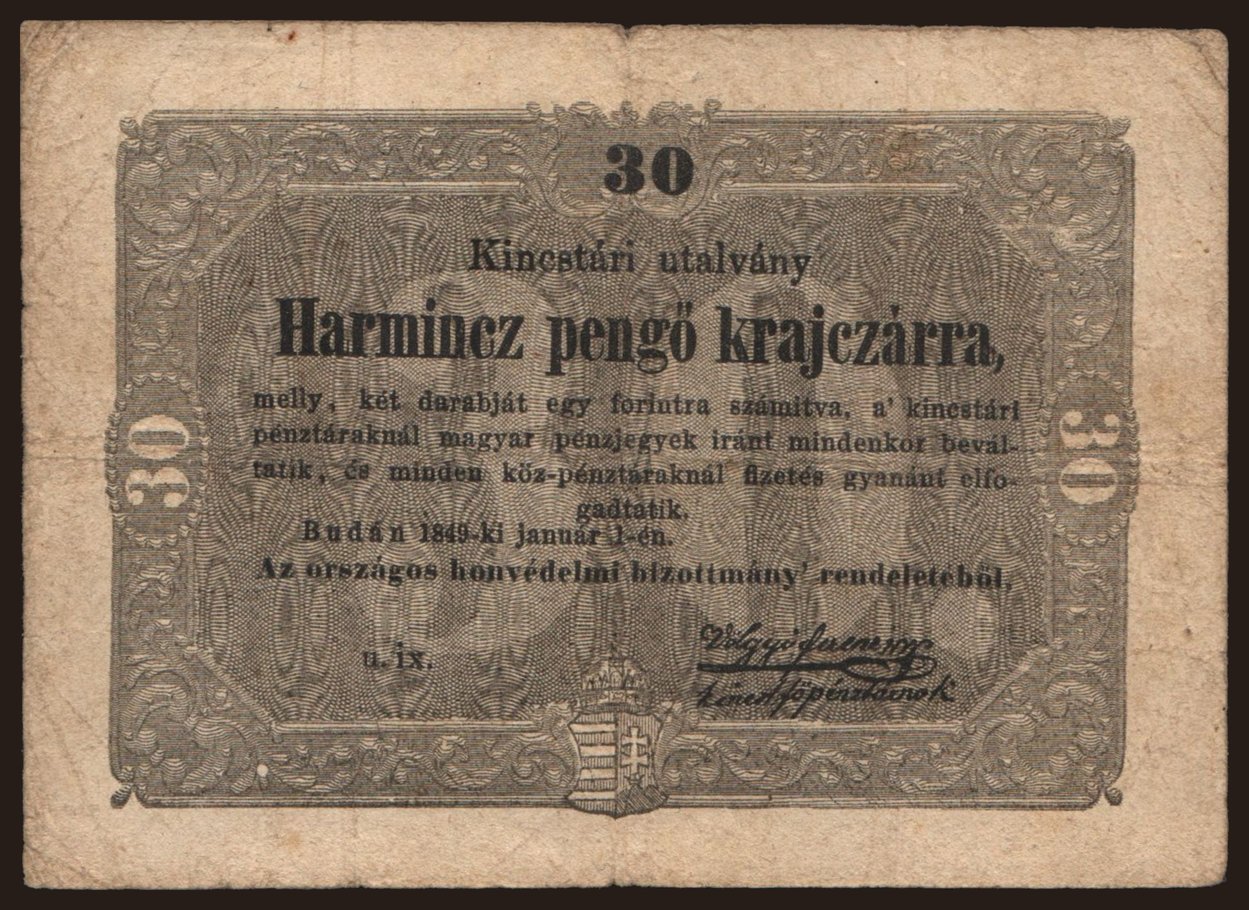 30
Kincstári utalvány
Harmincz pengő krajczárra,
melly, két darabját egy forintra számitva, a' kincstári
pénztáraknál magyar pénzjegyek iránt mindenkor bevál-
tatik, és minden köz-pénztáraknál fizetés gyanánt elfo-
gadtatik.
30
30
Budán 1849-ki január 1-én.
Az országos honvédelmi bizottmány' rendeletéből.
u. ix.
Völgyi Ferencz
kincst. főpénztárnok